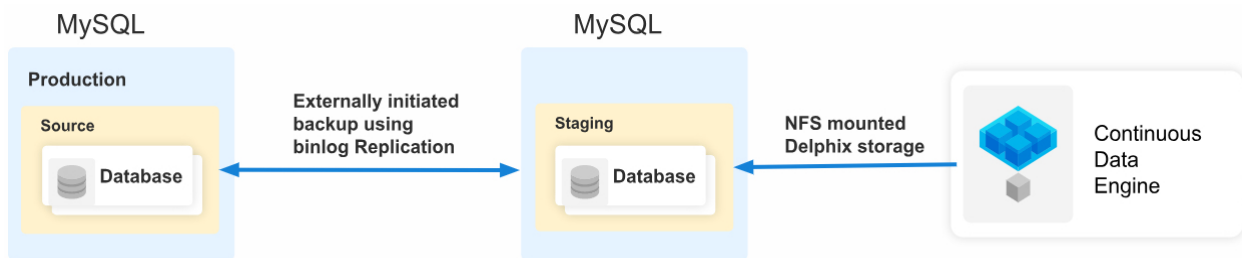 MySQL
Production
Source
Database
Externally initiated
backup using
binlog Replication
MySQL
Staging
Database
NFS mounted
Delphix storage
Continuous
Data
Engine